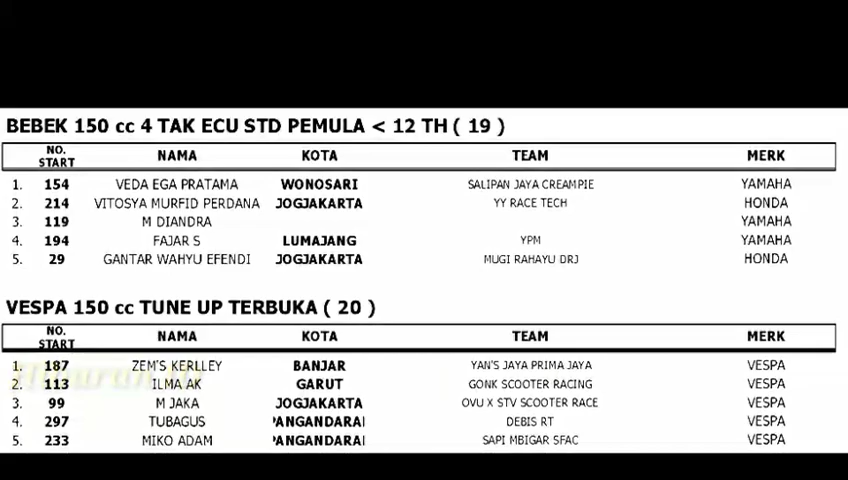 BEBEK 150 cc 4 TAK ECU STD PEMULA < 12 TH ( 19 )
NO. START NAMA KOTA TEAM MERK
1. 154 VEDA EGA PRATAMA WONOSARI SALIPAN JAYA CREAMPIE YAMAHA
2. 214 VITOSYA MURFID PERDANA JOGJAKARTA YY RACE TECH HONDA
3. 119 M DIANDRA YAMAHA
4. 194 FAJAR S LUMAJANG YPM YAMAHA
5. 29 GANTAR WAHYU EFENDI JOGJAKARTA MUGI RAHAYU DRJ HONDA
VESPA 150 cc TUNE UP TERBUKA ( 20 )
NO. START NAMA KOTA TEAM MERK
1. 187 ZEM'S KERLLEY BANJAR YAN'S JAYA PRIMA JAYA VESPA
2. 113 ILMA AK GARUT GONK SCOOTER RACING VESPA
3. 99 M JAKA JOGJAKARTA OVU X STV SCOOTER RACE VESPA
4. 297 TUBAGUS PANGANDARAN DEBIS RT VESPA
5. 233 MIKO ADAM PANGANDARAN SAPI MBIGAR SFAC VESPA